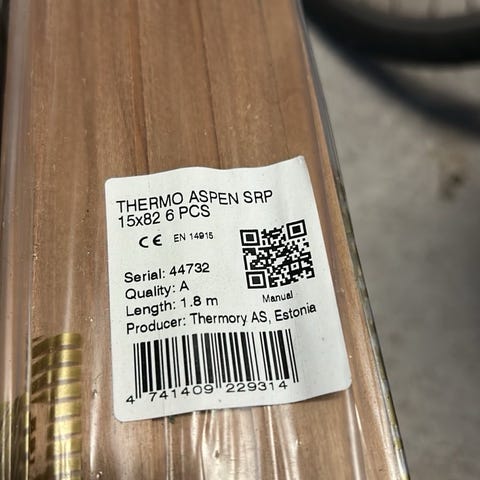 THERMO ASPEN SRP
15x82 6 PCS
CE EN 14915
Serial: 44732
Quality: A
Length: 1.8 m
Manual
Producer: Thermory AS, Estonia
4 741409 229314